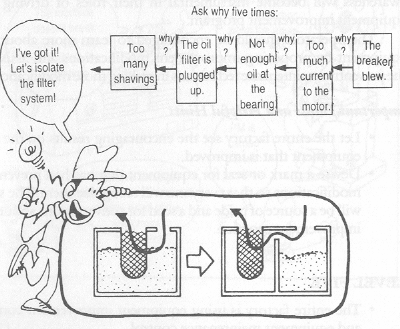 Ask why five times:
why?
why?
why?
why?
Too
many
shavings.
The oil
filter is
plugged
up.
Not
enough
oil at
the
bearing.
Too
much
current
to the
motor.
The
breaker
blew.
I've got it!
Let's isolate
the filter
system!